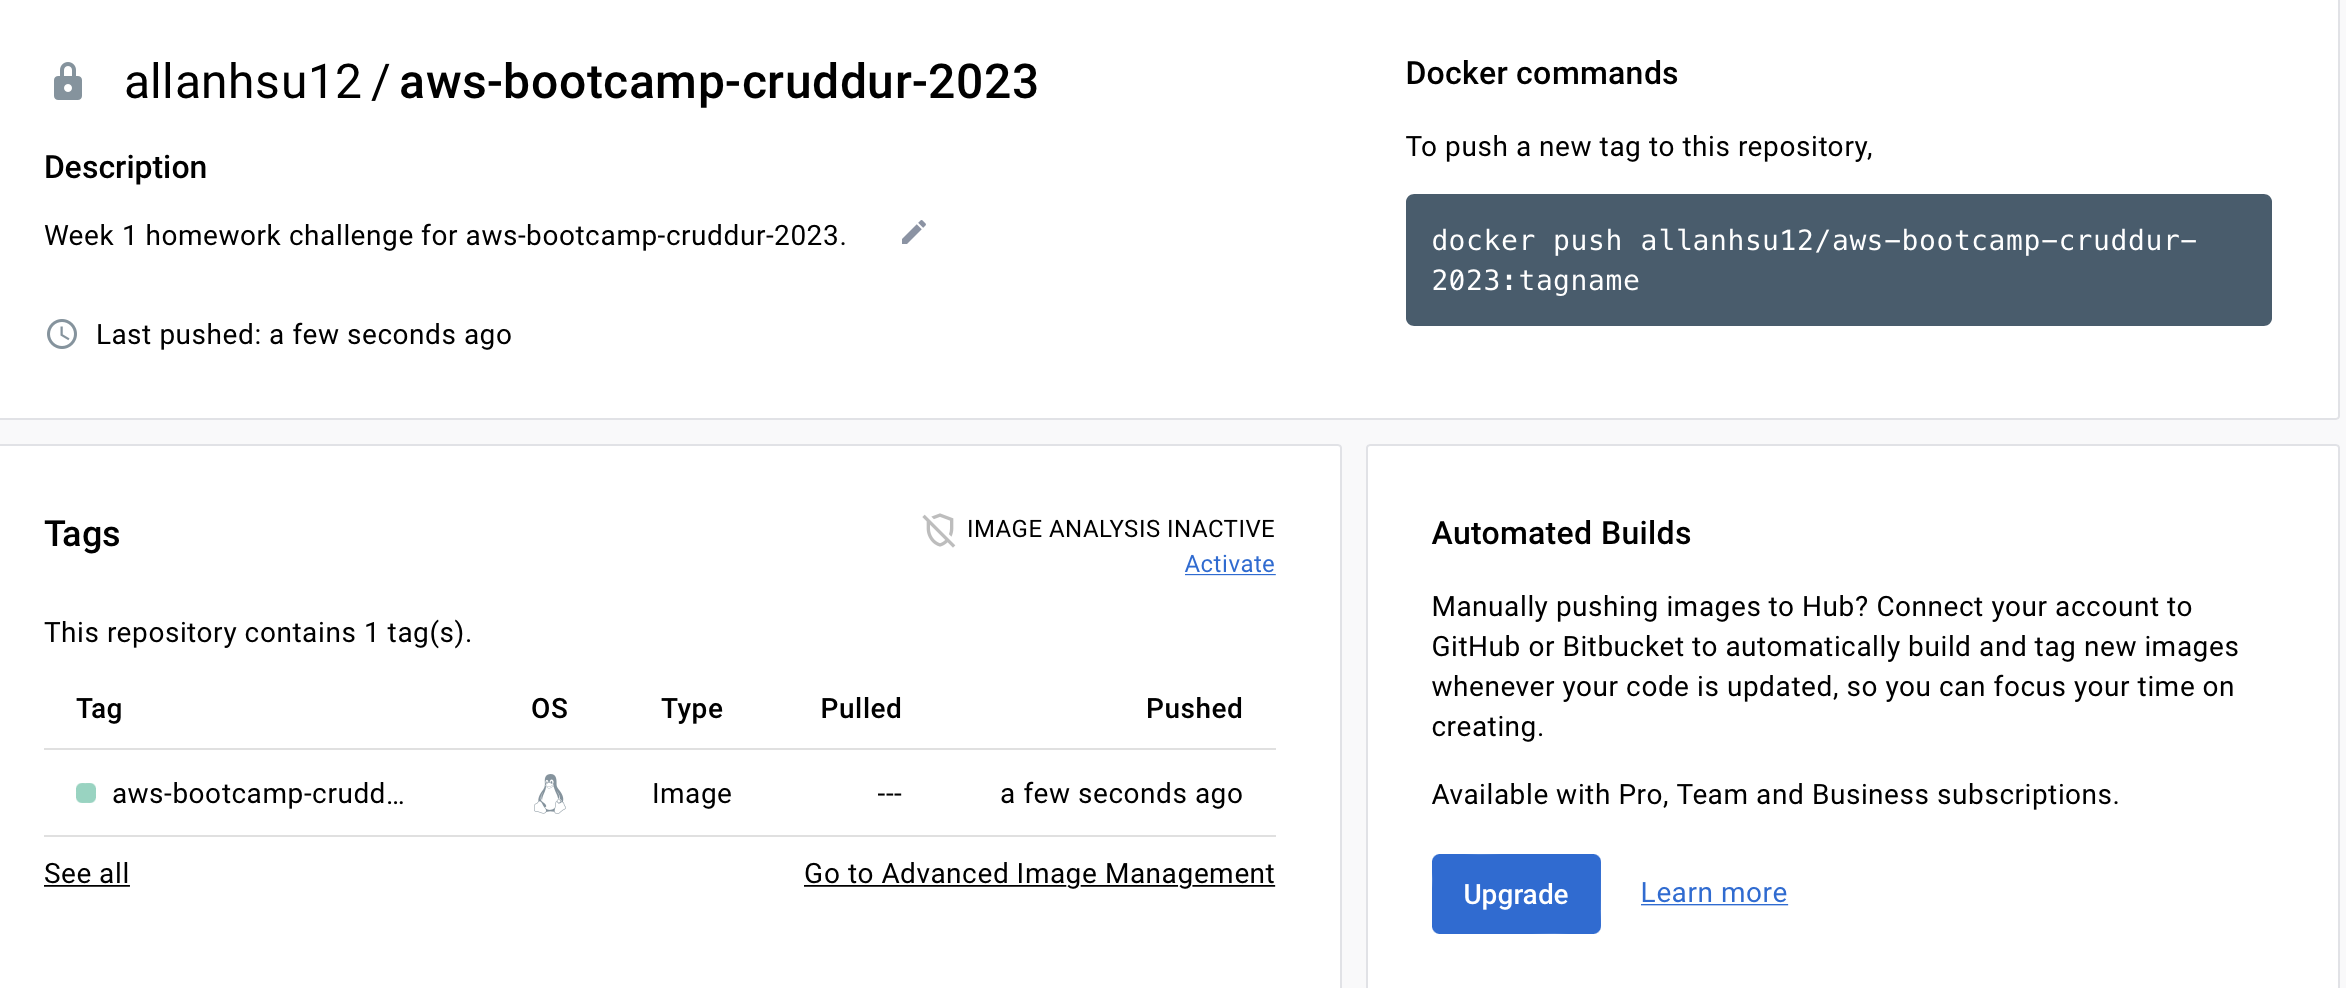 allanhsu12 / aws-bootcamp-cruddur-2023
Description
Week 1 homework challenge for aws-bootcamp-cruddur-2023.
Last pushed: a few seconds ago
Docker commands
To push a new tag to this repository,
docker push allanhsu12/aws-bootcamp-cruddur-
2023:tagname
Tags
IMAGE ANALYSIS INACTIVE
Activate
This repository contains 1 tag(s).
Tag OS Type Pulled Pushed
aws-bootcamp-crudd... Image --- a few seconds ago
See all Go to Advanced Image Management
Automated Builds
Manually pushing images to Hub? Connect your account to
GitHub or Bitbucket to automatically build and tag new images
whenever your code is updated, so you can focus your time on
creating.
Available with Pro, Team and Business subscriptions.
Upgrade Learn more